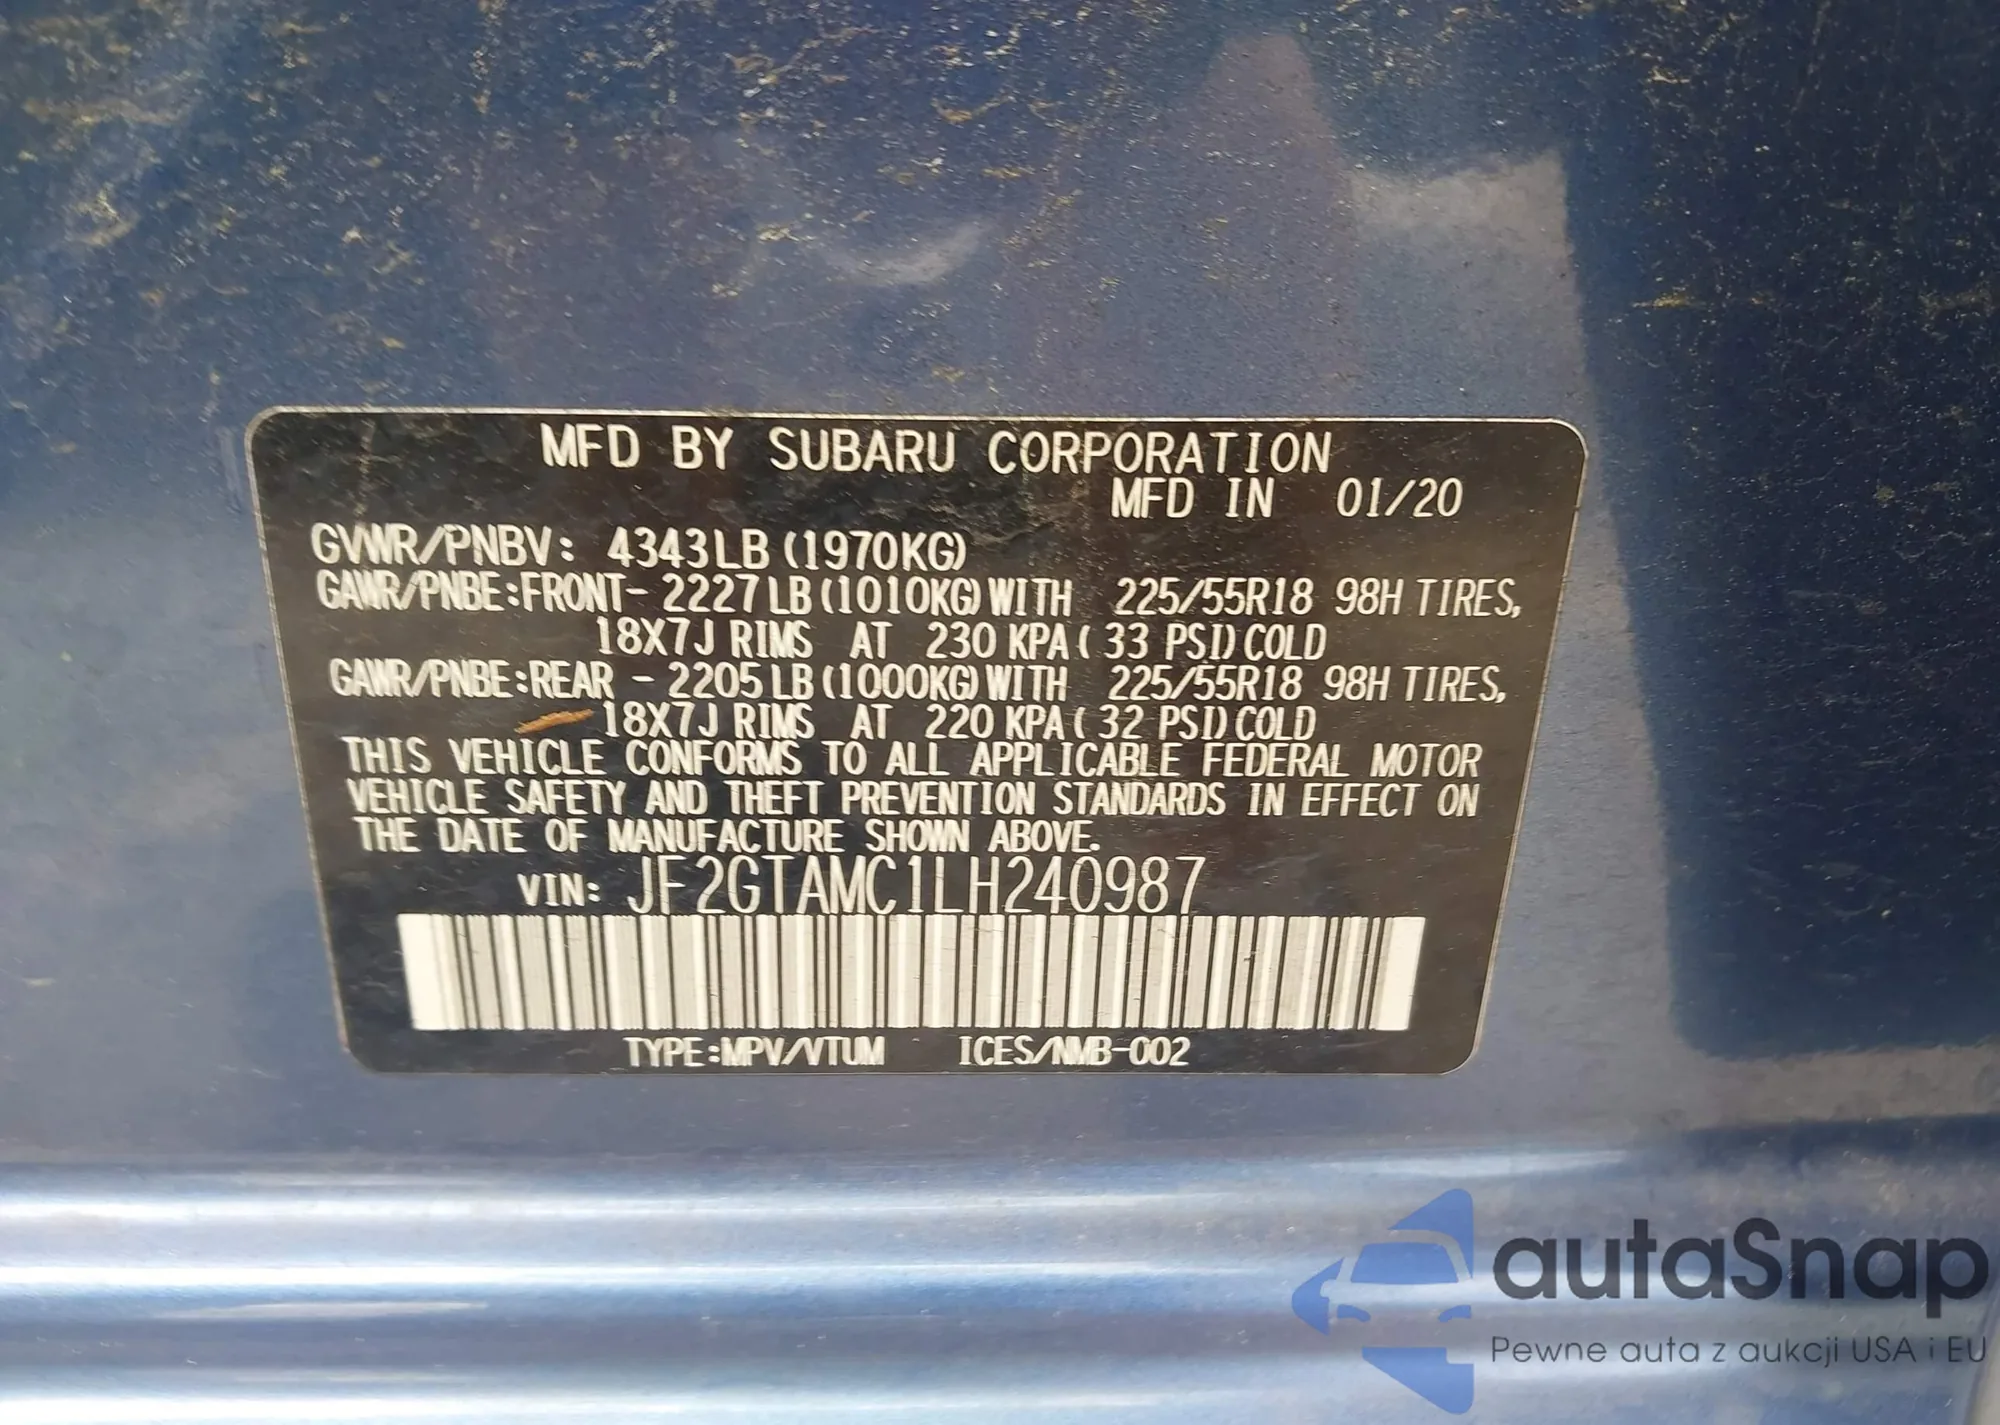 MFD BY SUBARU CORPORATION
MFD IN 01/20
GVWR/PNBV: 4343LB (1970KG)
GAWR/PNBE:FRONT- 2227LB (1010KG) WITH 225/55R18 98H TIRES,
18X7J RIMS AT 230 KPA( 33 PSI) COLD
GAWR/PNBE:REAR - 2205LB (1000KG) WITH 225/55R18 98H TIRES,
18X7J RIMS AT 220 KPA( 32 PSI) COLD
THIS VEHICLE CONFORMS TO ALL APPLICABLE FEDERAL MOTOR
VEHICLE SAFETY AND THEFT PREVENTION STANDARDS IN EFFECT ON
THE DATE OF MANUFACTURE SHOWN ABOVE.
VIN: JF2GTAMC1LH240987
TYPE:MPV/VTUM ICES/NMB-002
autaSnap
Pewne auta z aukcji USA i EU